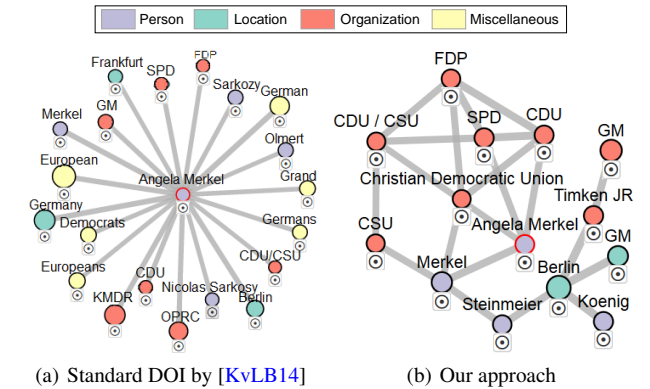 Person Location Organization Miscellaneous
Frankfurt
SPD
FDP
Sarkozy
German
GM
Merkel
Olmert
European
Angela Merkel
Grand
Germany
Democrats
Germans
Europeans
CDU
Nicolas Sarkosy
CDU/CSU
KMDR
OPRC
Berlin
(a) Standard DOI by [KvLB14]
FDP
CDU / CSU
SPD
CDU
GM
Christian Democratic Union
Timken JR
CSU
Angela Merkel
GM
Merkel
Berlin
Steinmeier
Koenig
(b) Our approach